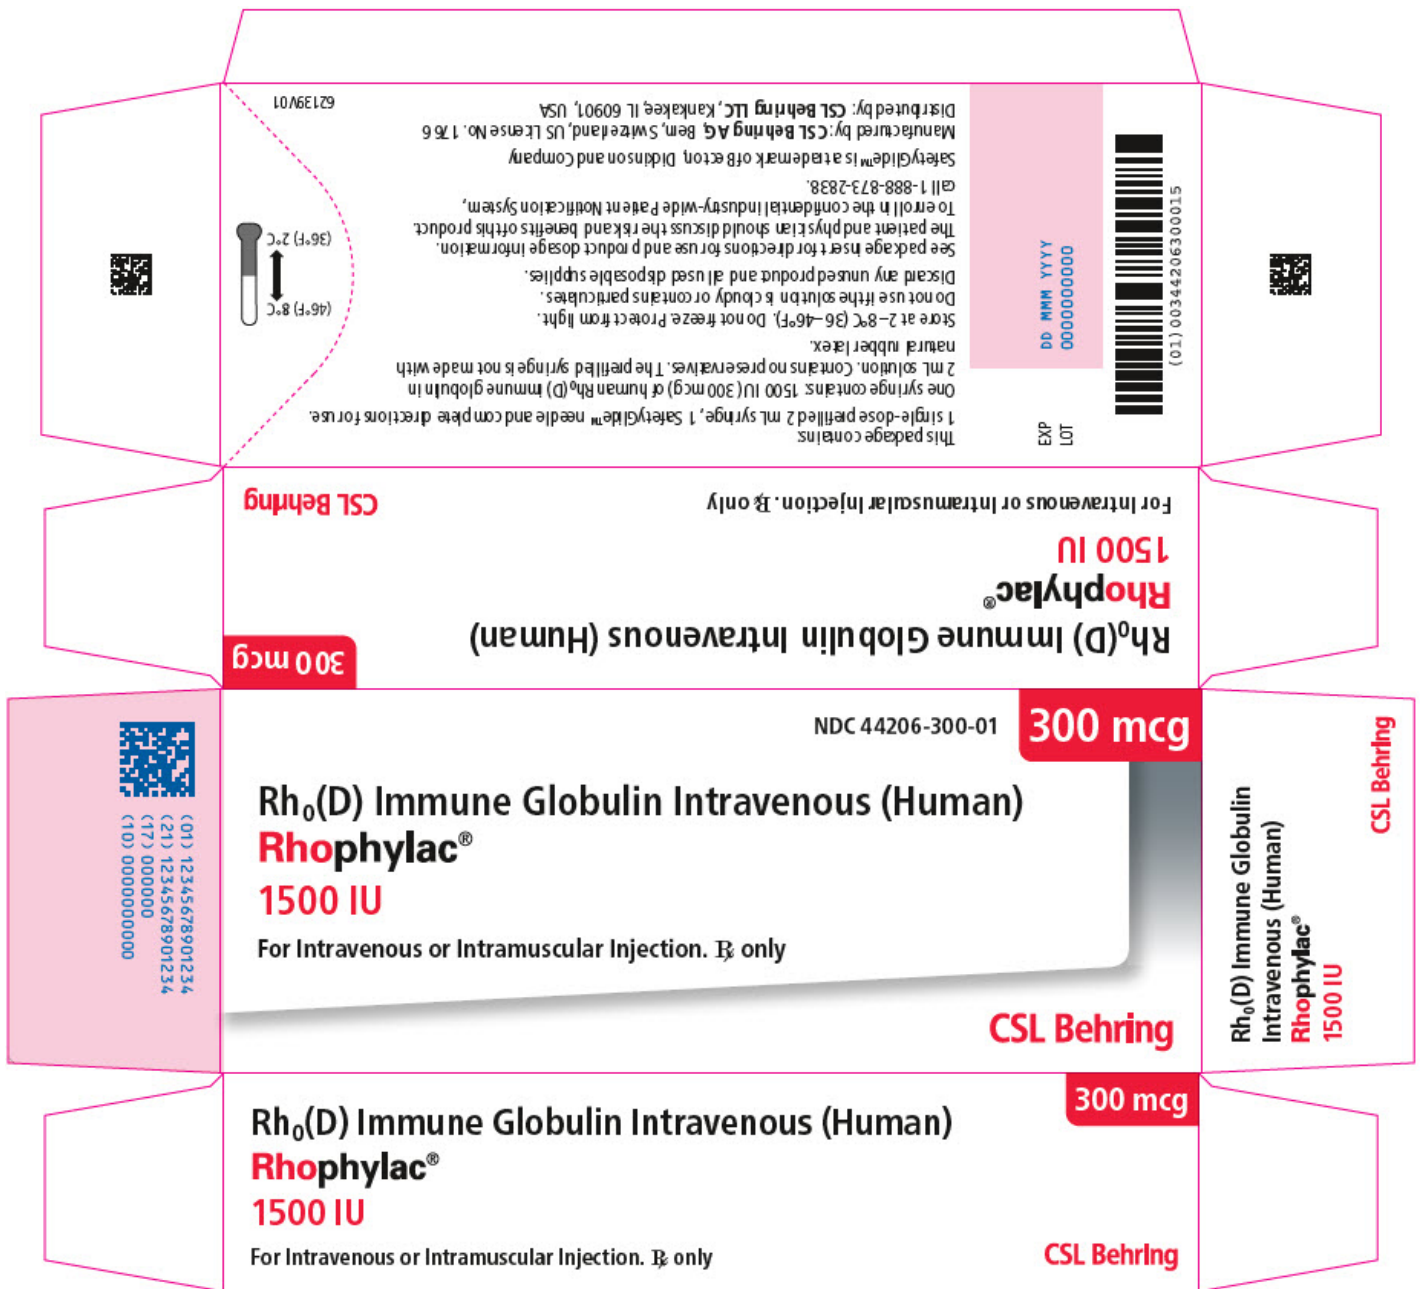 62139V01
This package contains:
1 single-dose prefilled 2 mL syringe, 1 SafetyGlide™ needle and complete directions for use.
One syringe contains: 1500 IU (300 mcg) of human Rh₀(D) immune globulin in
2 mL solution. Contains no preservatives. The prefilled syringe is not made with
natural rubber latex.
Store at 2–8°C (36–46°F). Do not freeze. Protect from light.
Do not use if the solution is cloudy or contains particulates.
Discard any unused product and all used disposable supplies.
See package insert for directions for use and product dosage information.
The patient and physician should discuss the risk and benefits of this product.
To enroll in the confidential industry-wide Patient Notification System,
call 1-888-873-2838.
SafetyGlide™ is a trademark of Becton, Dickinson and Company
Manufactured by: CSL Behring AG, Bern, Switzerland, US License No. 1766
Distributed by: CSL Behring LLC, Kankakee, IL 60901, USA
(46°F) 8°C
(36°F) 2°C
EXP
LOT
DD MMM YYYY
0000000000
(01)00344206300015
300 mcg
Rh₀(D) Immune Globulin Intravenous (Human)
Rhophylac®
1500 IU
For Intravenous or Intramuscular Injection. ℞ only
CSL Behring
(01) 12345678901234
(21) 12345678901234
(17) 000000
(10) 0000000000
NDC 44206-300-01
300 mcg
Rh₀(D) Immune Globulin Intravenous (Human)
Rhophylac®
1500 IU
For Intravenous or Intramuscular Injection. ℞ only
CSL Behring
Rh₀(D) Immune Globulin
Intravenous (Human)
Rhophylac®
1500 IU
CSL Behring
300 mcg
Rh₀(D) Immune Globulin Intravenous (Human)
Rhophylac®
1500 IU
For Intravenous or Intramuscular Injection. ℞ only
CSL Behring